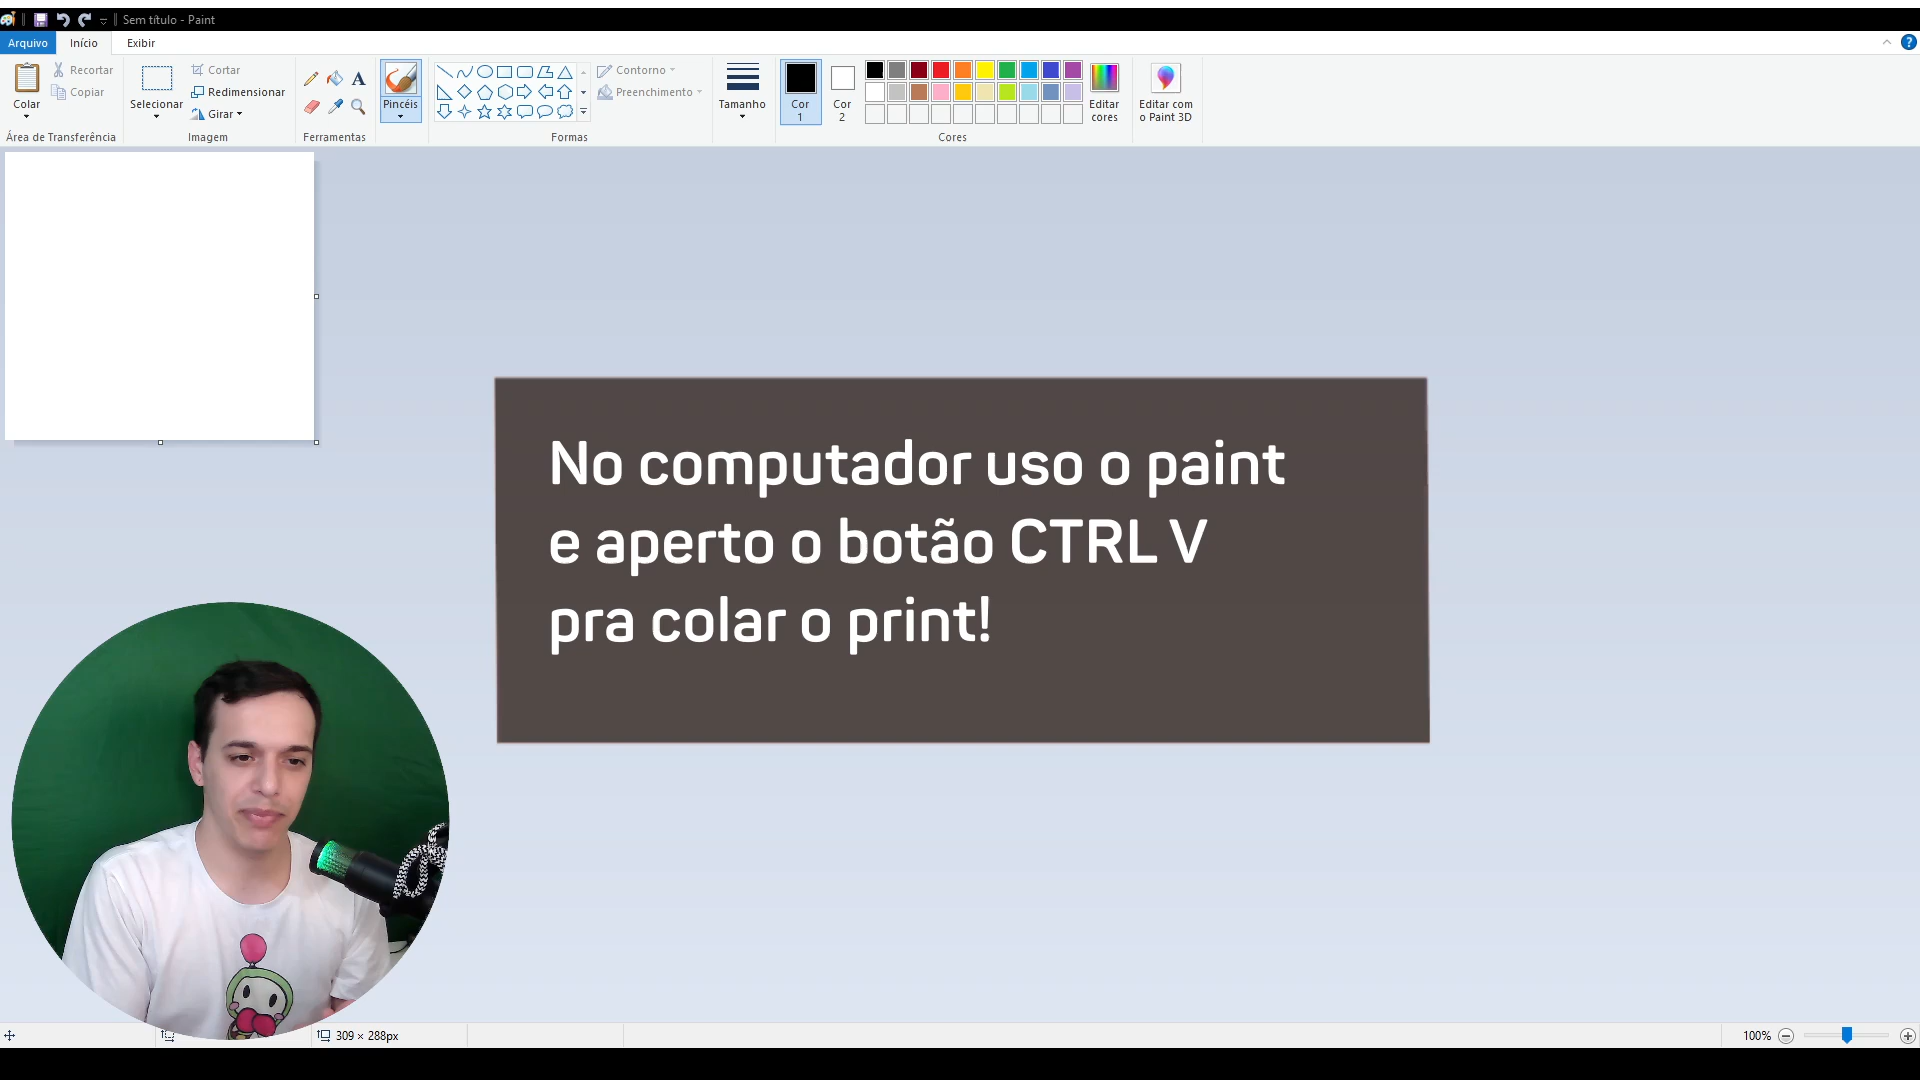 Sem título - Paint
Arquivo Início Exibir
Colar
Recortar
Copiar
Área de Transferência
Selecionar
Cortar
Redimensionar
Girar
Imagem
Ferramentas
Pincéis
Contorno
Preenchimento
Formas
Tamanho
Cor 1
Cor 2
Cores
Editar cores
Editar com o Paint 3D
No computador uso o paint
e aperto o botão CTRL V
pra colar o print!
309 × 288px
100%